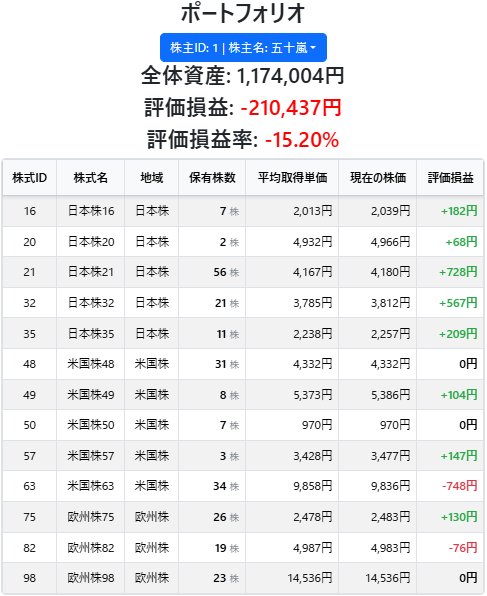 ポートフォリオ
株主ID: 1 | 株主名: 五十嵐
全体資産: 1,174,004円
評価損益: -210,437円
評価損益率: -15.20%
株式ID 株式名 地域 保有株数 平均取得単価 現在の株価 評価損益
16 日本株16 日本株 7 株 2,013円 2,039円 +182円
20 日本株20 日本株 2 株 4,932円 4,966円 +68円
21 日本株21 日本株 56 株 4,167円 4,180円 +728円
32 日本株32 日本株 21 株 3,785円 3,812円 +567円
35 日本株35 日本株 11 株 2,238円 2,257円 +209円
48 米国株48 米国株 31 株 4,332円 4,332円 0円
49 米国株49 米国株 8 株 5,373円 5,386円 +104円
50 米国株50 米国株 7 株 970円 970円 0円
57 米国株57 米国株 3 株 3,428円 3,477円 +147円
63 米国株63 米国株 34 株 9,858円 9,836円 -748円
75 欧州株75 欧州株 26 株 2,478円 2,483円 +130円
82 欧州株82 欧州株 19 株 4,987円 4,983円 -76円
98 欧州株98 欧州株 23 株 14,536円 14,536円 0円